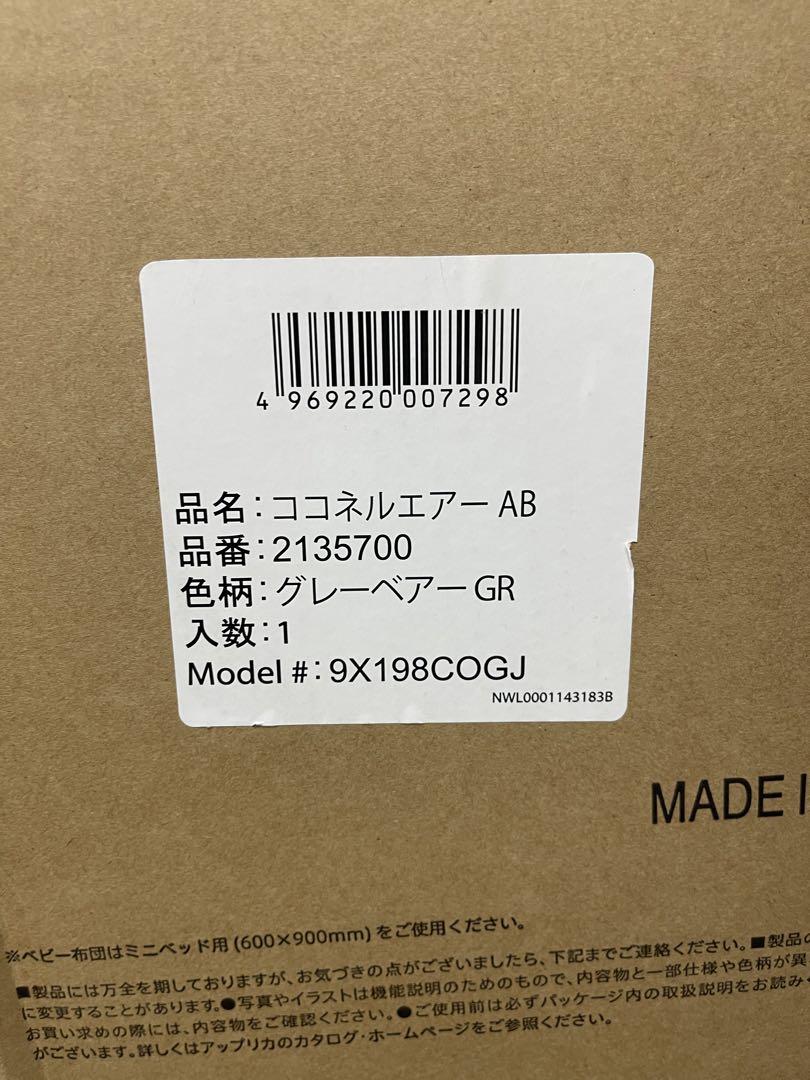 4 969220 007298
品名：ココネルエアー AB
品番：2135700
色柄：グレーベアー GR
入数：1
Model #：9X198COGJ
NWL0001143183B
MADE I
※ベビー布団はミニベッド用(600×900mm)をご使用ください。
■製品には万全を期しておりますが、お気づきの点がございましたら、下記までご連絡ください。■製品の
に変更することがあります。●写真やイラストは機能説明のためのもので、内容物と一部仕様や色柄が異
お買い求めの際には、内容物をご確認ください。●ご使用前は必ずパッケージ内の取扱説明をお読みく
がございます。詳しくはアップリカのカタログ・ホームページをご参照ください。